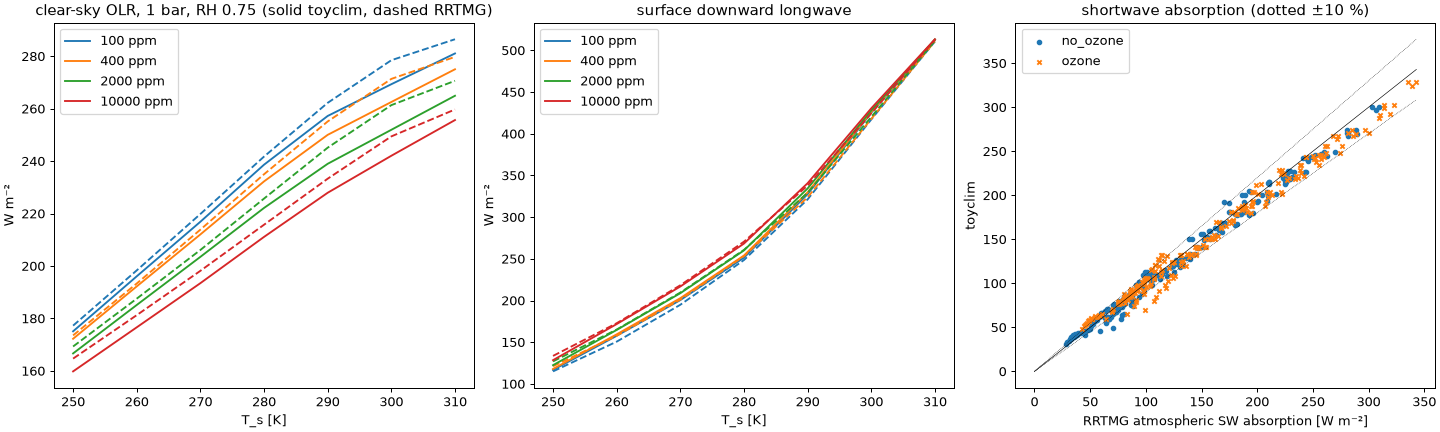 clear-sky OLR, 1 bar, RH 0.75 (solid toyclim, dashed RRTMG)
100 ppm
400 ppm
2000 ppm
10000 ppm
280
260
240
220
200
180
160
W m⁻²
250
260
270
280
290
300
310
T_s [K]
surface downward longwave
100 ppm
400 ppm
2000 ppm
10000 ppm
500
450
400
350
300
250
200
150
100
W m⁻²
250
260
270
280
290
300
310
T_s [K]
shortwave absorption (dotted ±10 %)
no_ozone
ozone
350
300
250
200
150
100
50
0
toyclim
0
50
100
150
200
250
300
350
RRTMG atmospheric SW absorption [W m⁻²]